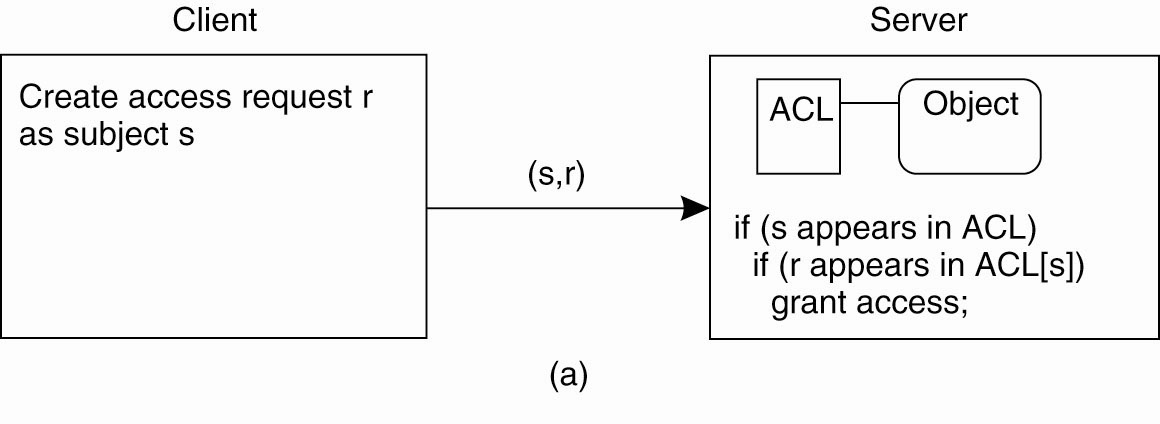 Client
Server
Create access request r
as subject s
(s,r)
ACL
Object
if (s appears in ACL)
if (r appears in ACL[s])
grant access;
(a)